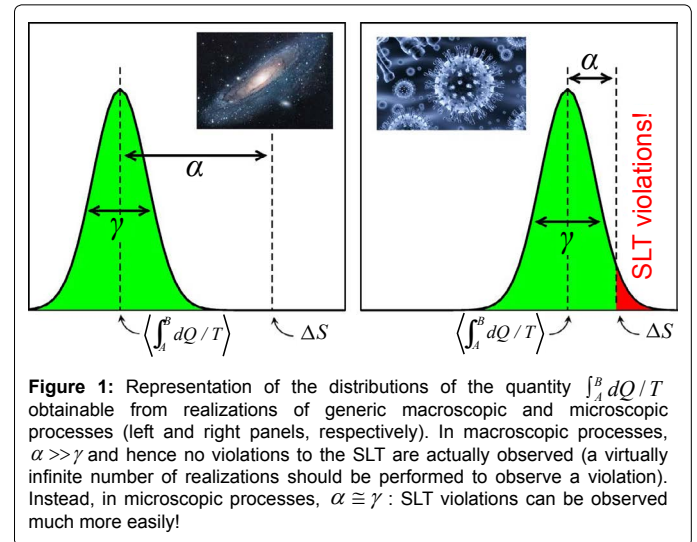 α
γ
⟨∫_A^B dQ / T⟩
ΔS
α
γ
SLT violations!
⟨∫_A^B dQ / T⟩
ΔS
Figure 1: Representation of the distributions of the quantity ∫_A^B dQ / T
obtainable from realizations of generic macroscopic and microscopic
processes (left and right panels, respectively). In macroscopic processes,
α >> γ and hence no violations to the SLT are actually observed (a virtually
infinite number of realizations should be performed to observe a violation).
Instead, in microscopic processes, α ≅ γ : SLT violations can be observed
much more easily!